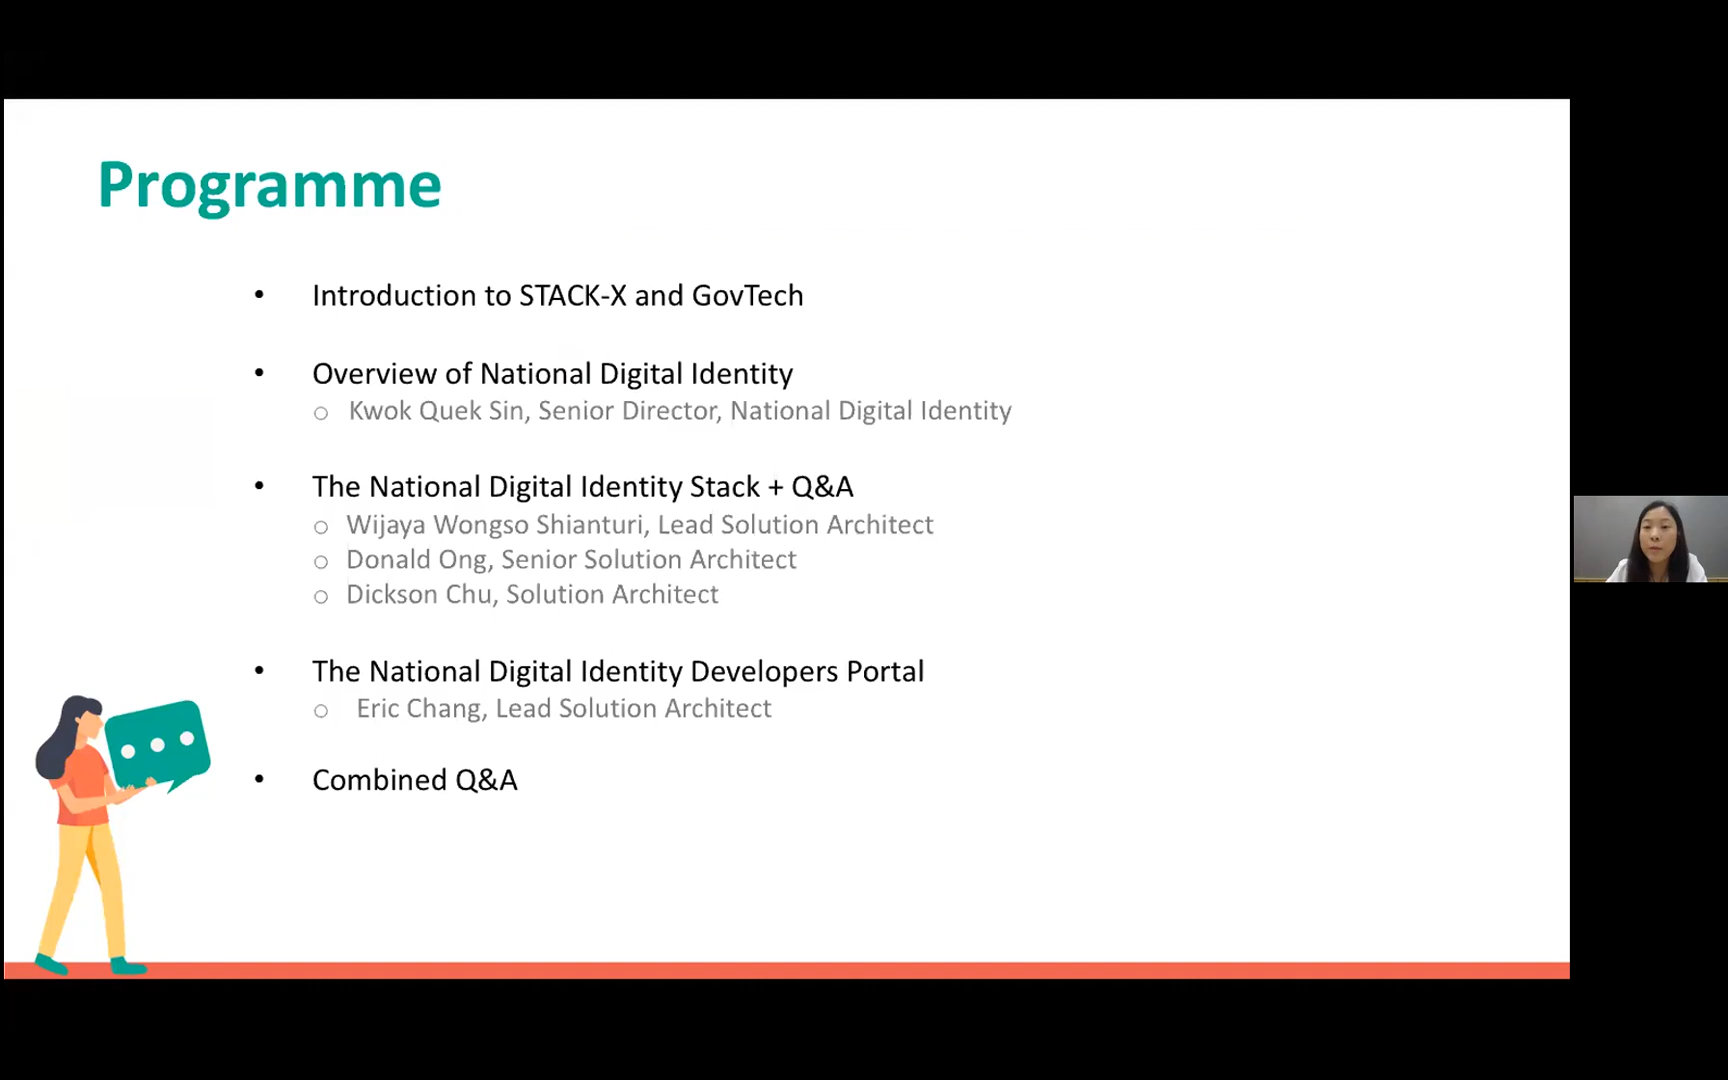 Programme
• Introduction to STACK-X and GovTech
• Overview of National Digital Identity
○ Kwok Quek Sin, Senior Director, National Digital Identity
• The National Digital Identity Stack + Q&A
○ Wijaya Wongso Shianturi, Lead Solution Architect
○ Donald Ong, Senior Solution Architect
○ Dickson Chu, Solution Architect
• The National Digital Identity Developers Portal
○ Eric Chang, Lead Solution Architect
• Combined Q&A